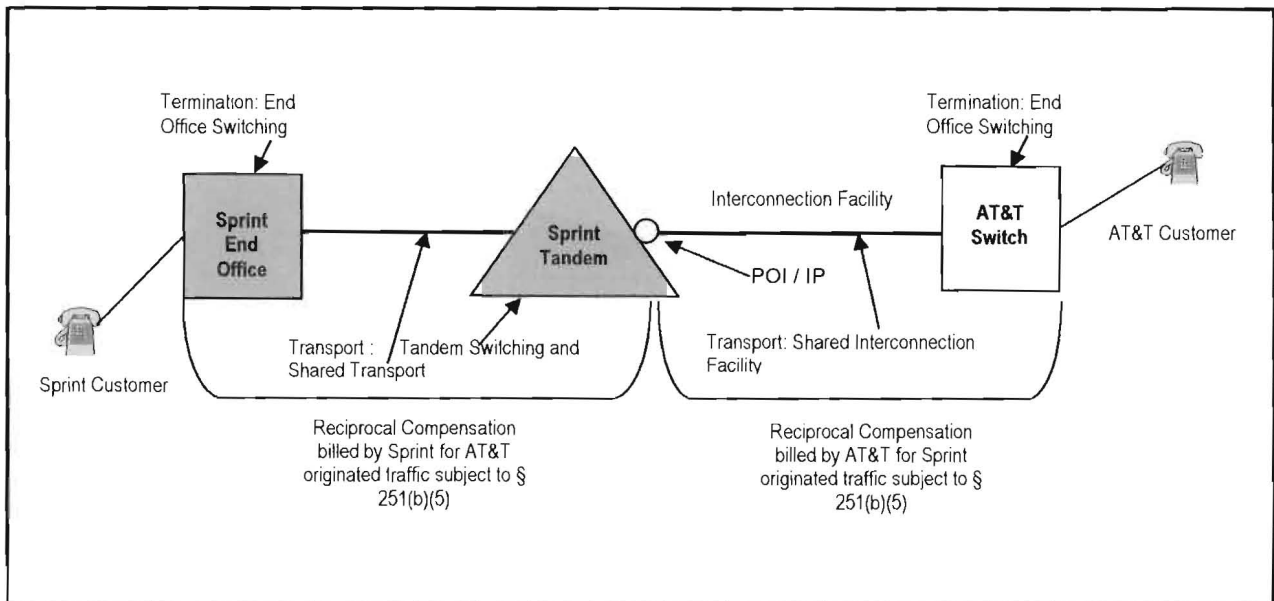 Termination: End
Office Switching
Termination: End
Office Switching
Sprint
End
Office
Sprint
Tandem
Interconnection Facility
AT&T
Switch
AT&T Customer
POI / IP
Sprint Customer
Transport :
Shared Transport
Tandem Switching and
Transport: Shared Interconnection
Facility
Reciprocal Compensation
billed by Sprint for AT&T
originated traffic subject to §
251(b)(5)
Reciprocal Compensation
billed by AT&T for Sprint
originated traffic subject to §
251(b)(5)